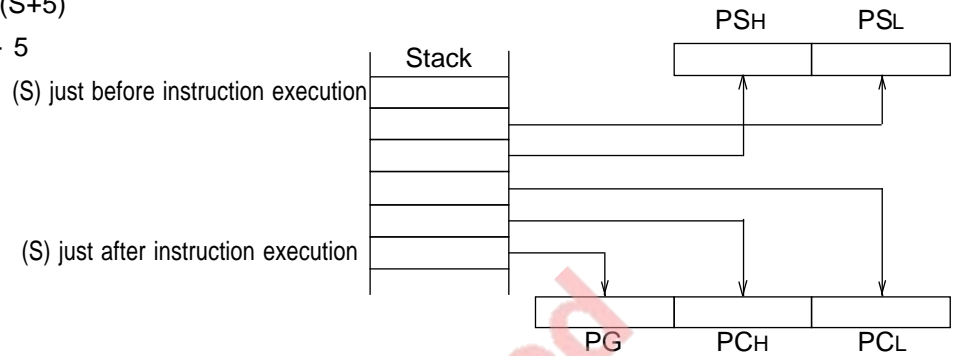 (S+5)
5
PSH PSL
Stack
(S) just before instruction execution
(S) just after instruction execution
PG PCH PCL